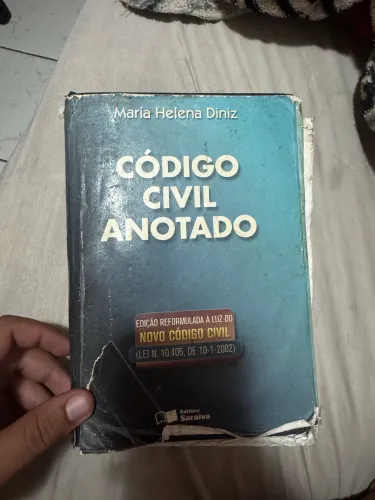 Maria Helena Diniz
CÓDIGO
CIVIL
ANOTADO
EDIÇÃO REFORMULADA À LUZ DO
NOVO CÓDIGO CIVIL
(LEI N. 10.406, DE 10-1-2002)
Editora
Saraiva